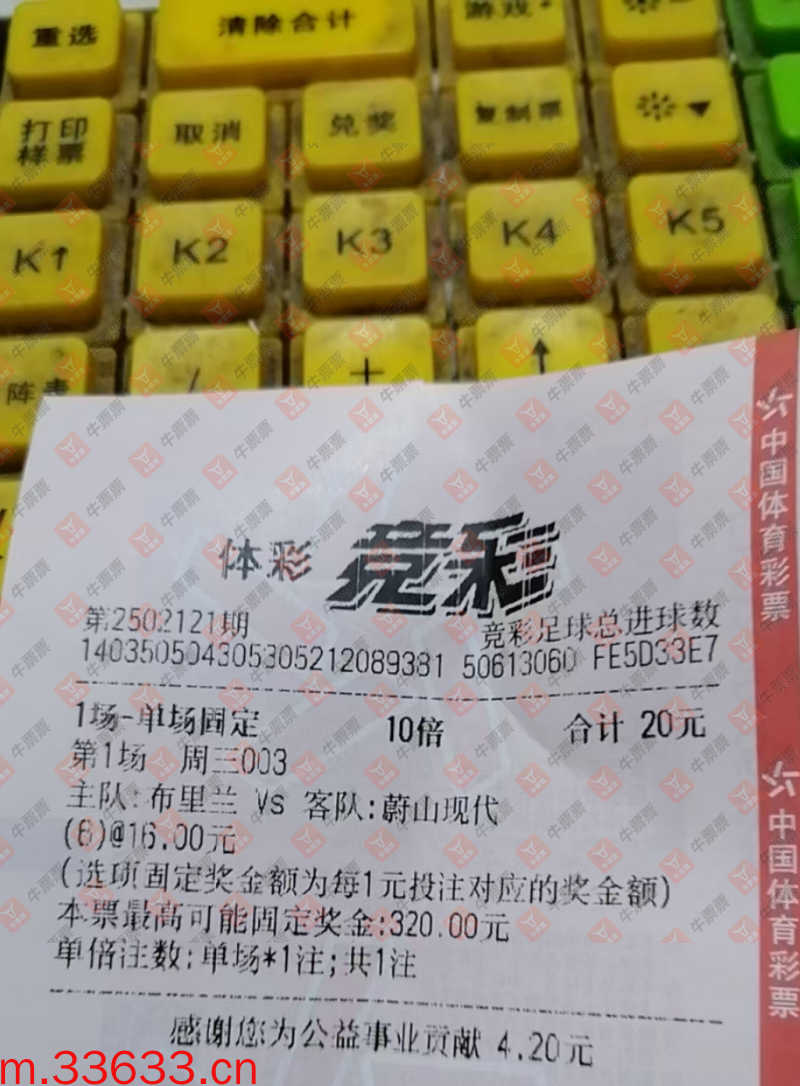 重选
清除合计
游戏
打印
样票
取消
兑奖
复制票
K↑
K2
K3
K4
K5
/
+
↑
体彩 竞彩
第2502121期
竞彩足球总进球数
140350504305305212089381 50613060 FE5D33E7
1场-单场固定 10倍 合计 20元
第1场 周三003
主队:布里兰 Vs 客队:蔚山现代
(6)@16.00元
(选项固定奖金额为每1元投注对应的奖金额)
本票最高可能固定奖金:320.00元
单倍注数:单场*1注;共1注
感谢您为公益事业贡献 4.20元
中国体育彩票
中国体育彩票
牛票票
m.33633.cn